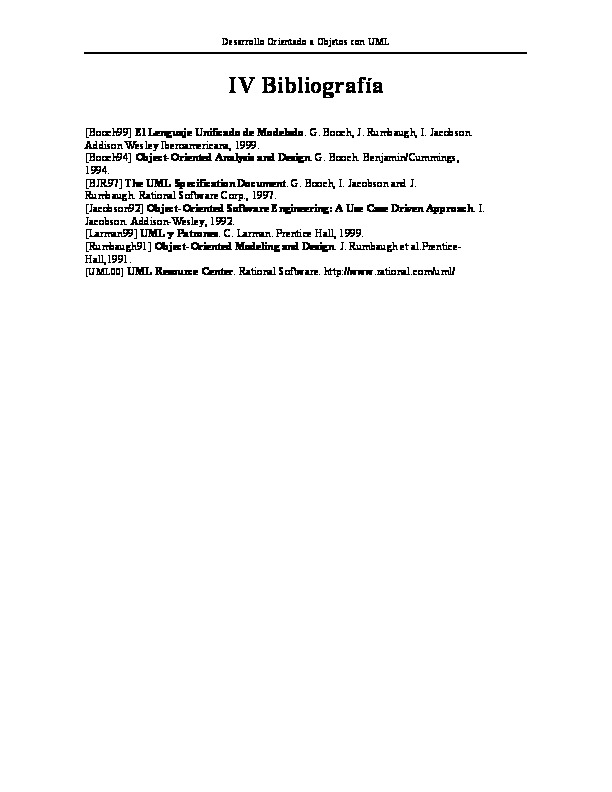 Desarrollo Orientado a Objetos con UML
IV Bibliografía
[Booch99] El Lenguaje Unificado de Modelado. G. Booch, J. Rumbaugh, I. Jacobson.
Addison Wesley Iberoamericana, 1999.
[Booch94] Object-Oriented Analysis and Design. G. Booch. Benjamin/Cummings,
1994.
[BJR97] The UML Specification Document. G. Booch, I. Jacobson and J.
Rumbaugh. Rational Software Corp., 1997.
[Jacobson92] Object-Oriented Software Engineering: A Use Case Driven Approach. I.
Jacobson. Addison-Wesley, 1992.
[Larman99] UML y Patrones. C. Larman. Prentice Hall, 1999.
[Rumbaugh91] Object-Oriented Modeling and Design. J. Rumbaugh et al.Prentice-
Hall,1991.
[UML00] UML Resource Center. Rational Software. http://www.rational.com/uml/